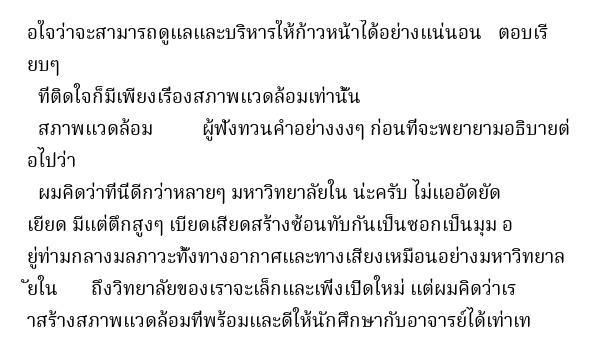 อใจว่าจะสามารถดูแลและบริหารให้ก้าวหน้าได้อย่างแน่นอน ตอบเรี
ยบๆ
ที่ติดใจก็มีเพียงเรื่องสภาพแวดล้อมเท่านั้น
สภาพแวดล้อม ผู้ฟังทวนคำอย่างงงๆ ก่อนที่จะพยายามอธิบายต่
อไปว่า
ผมคิดว่าที่นี่ดีกว่าหลายๆ มหาวิทยาลัยใน น่ะครับ ไม่แออัดยัด
เยียด มีแต่ตึกสูงๆ เบียดเสียดสร้างซ้อนทับกันเป็นซอกเป็นมุม อ
ยู่ท่ามกลางมลภาวะทั้งทางอากาศและทางเสียงเหมือนอย่างมหาวิทยาล
ัยใน ถึงวิทยาลัยของเราจะเล็กและเพิ่งเปิดใหม่ แต่ผมคิดว่าเร
าสร้างสภาพแวดล้อมที่พร้อมและดีให้นักศึกษากับอาจารย์ได้เท่าเท